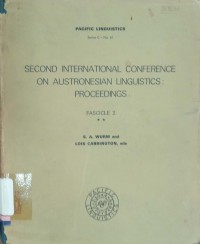 PACIFIC LINGUISTICS
SECOND INTERNATIONAL CONFERENCE
ON AUSTRONESIAN LINGUISTICS:
PROCEEDINGS
FASCICLE 2
S. A. WURM and
LOIS CARRINGTON, eds